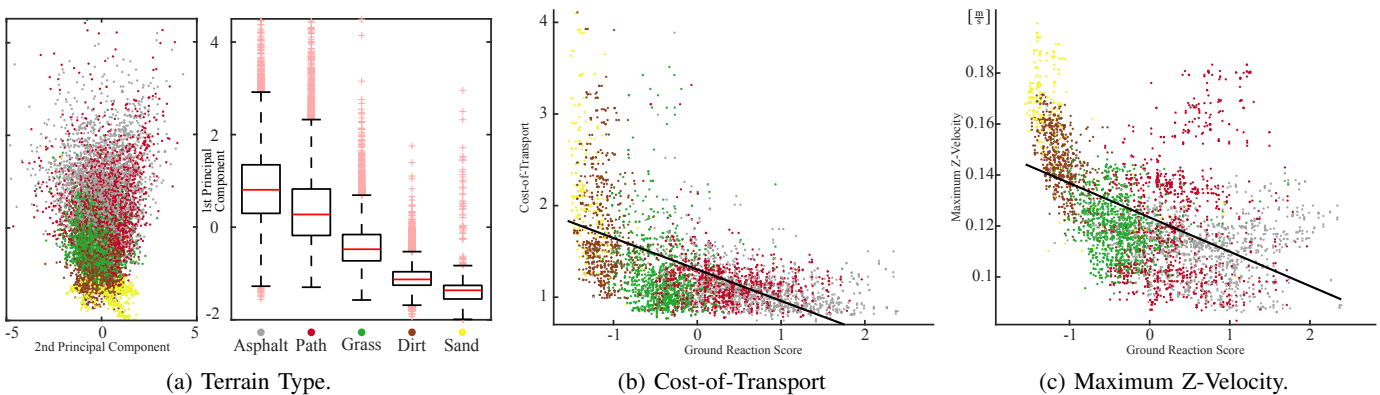 4
0
-2
-5
0
5
2nd Principal Component
1st Principal
Component
Asphalt Path Grass Dirt Sand
(a) Terrain Type.
4
3
2
1
Cost-of-Transport
-1
0
1
2
Ground Reaction Score
(b) Cost-of-Transport
[m/s]
0.18
0.16
0.14
0.12
0.1
Maximum Z-Velocity
-1
0
1
2
Ground Reaction Score
(c) Maximum Z-Velocity.